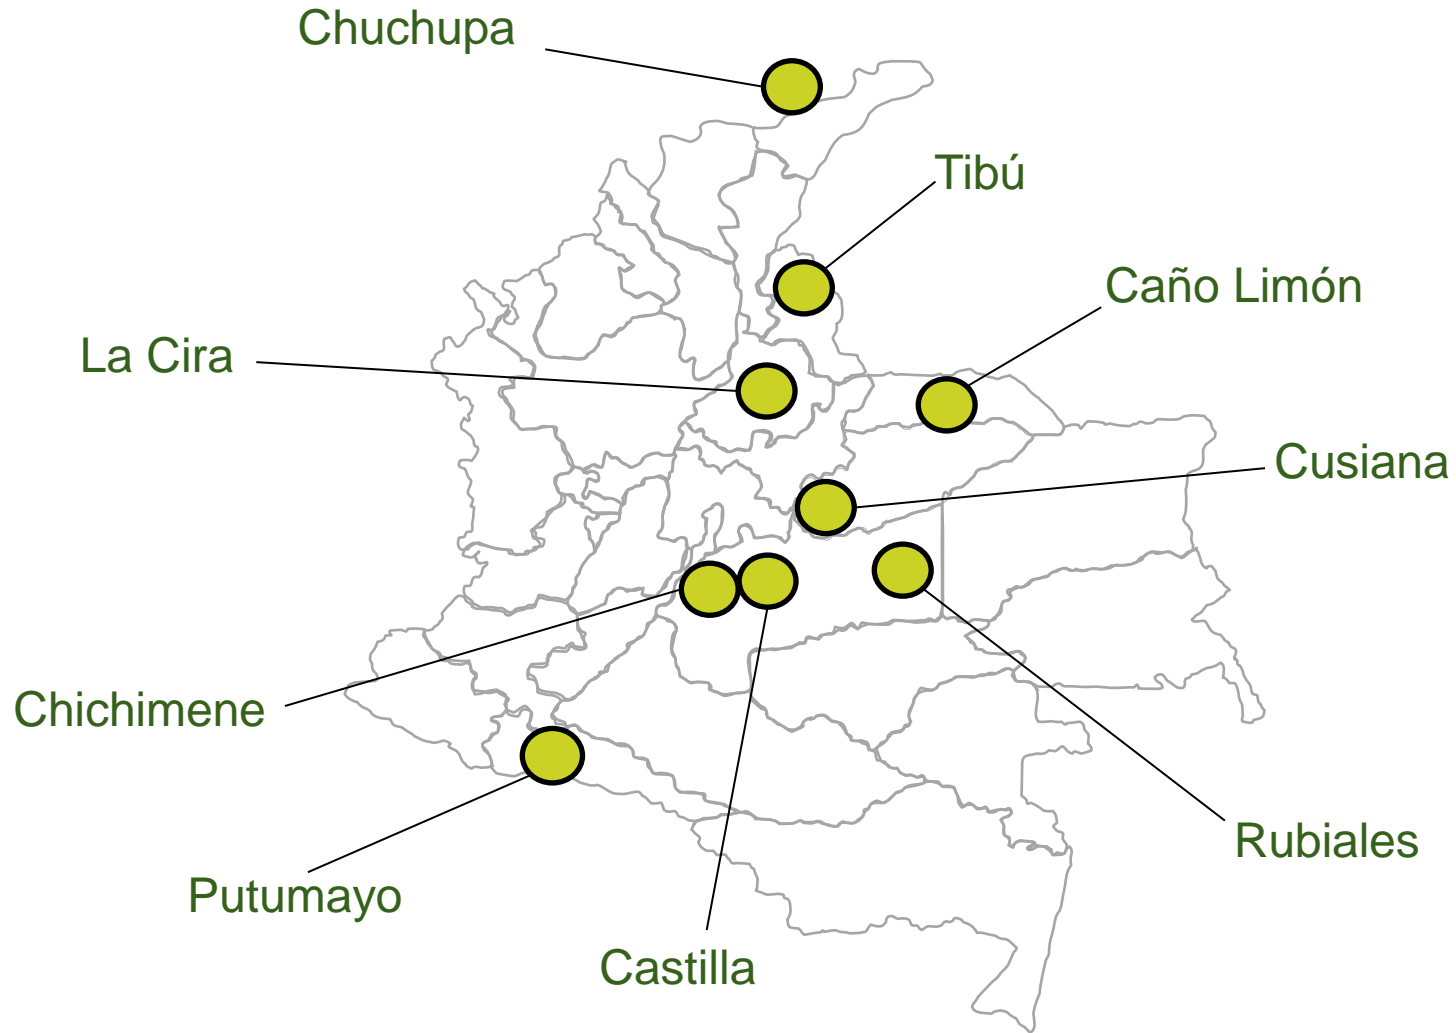 Chuchupa
Tibú
Caño Limón
La Cira
Cusiana
Chichimene
Rubiales
Putumayo
Castilla